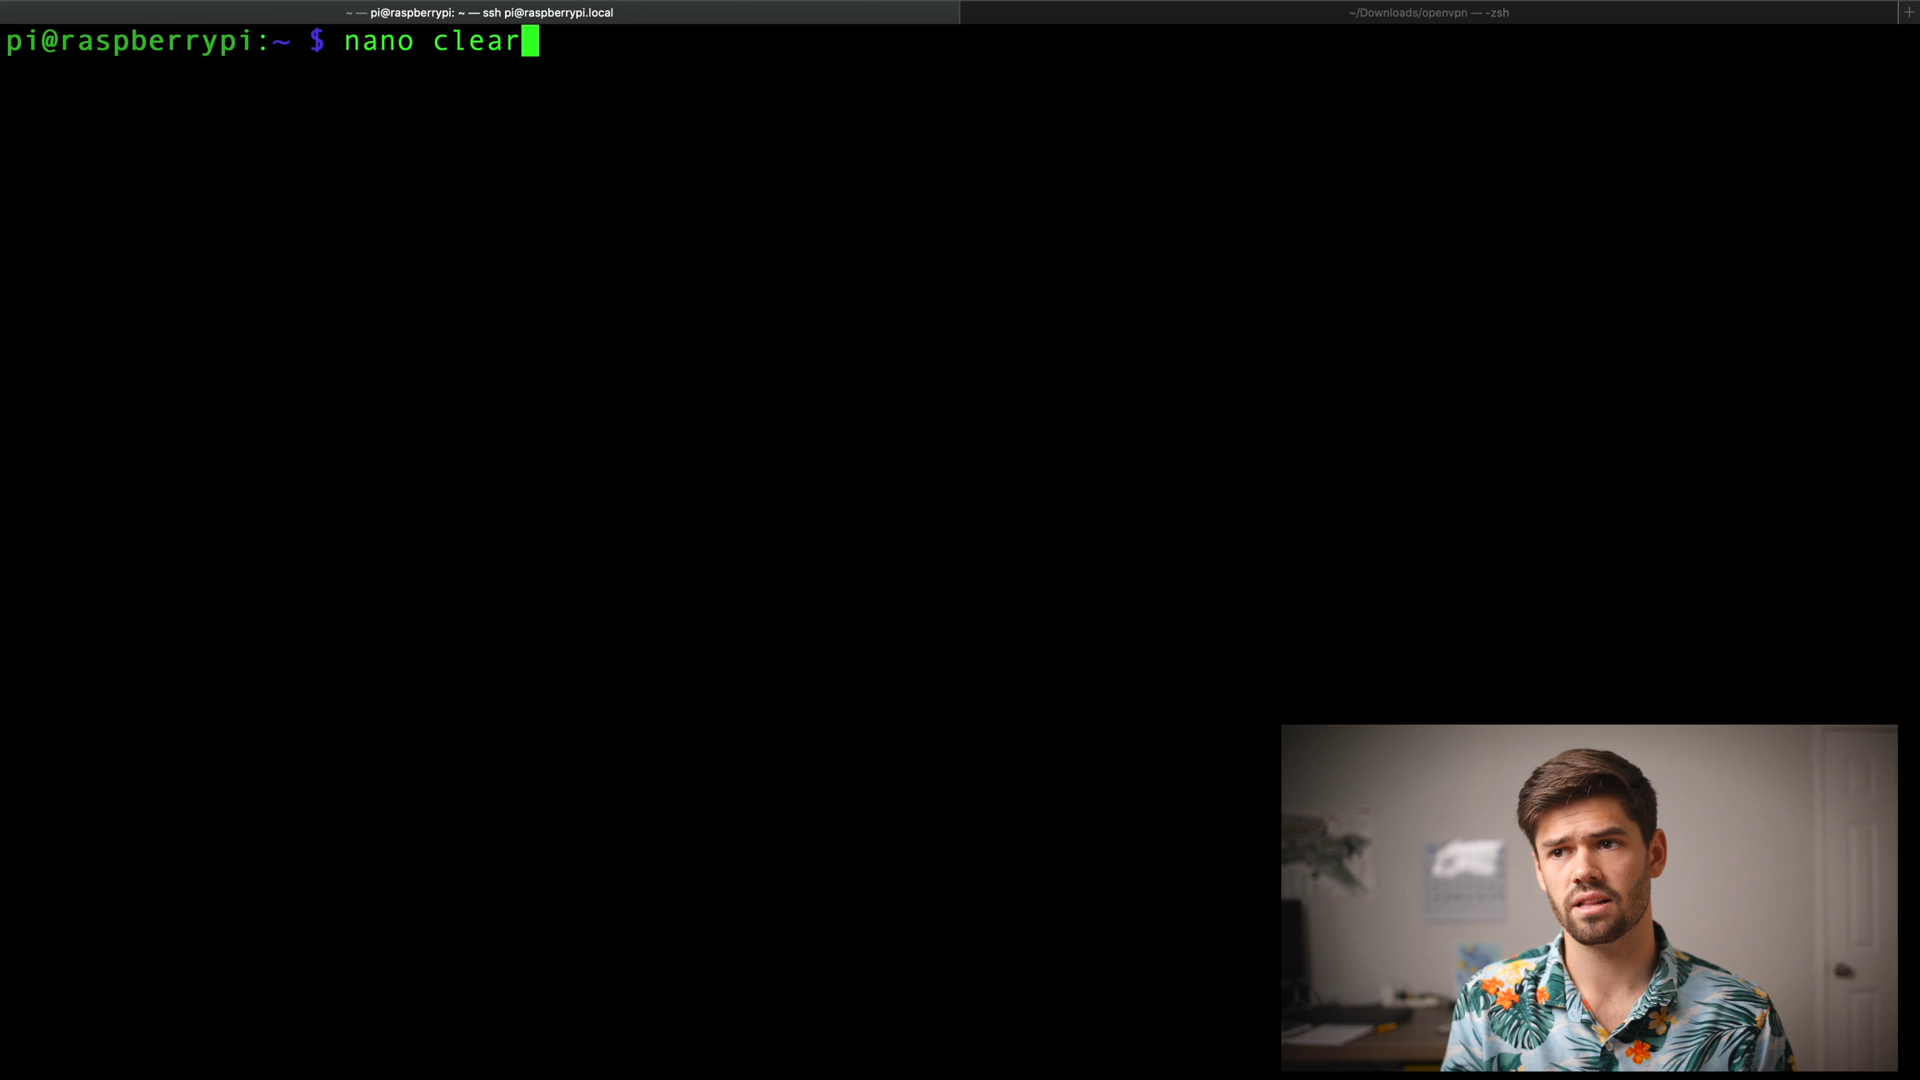 ~ — pi@raspberrypi: ~ — ssh pi@raspberrypi.local
~/Downloads/openvpn — -zsh
pi@raspberrypi:~ $ nano clear